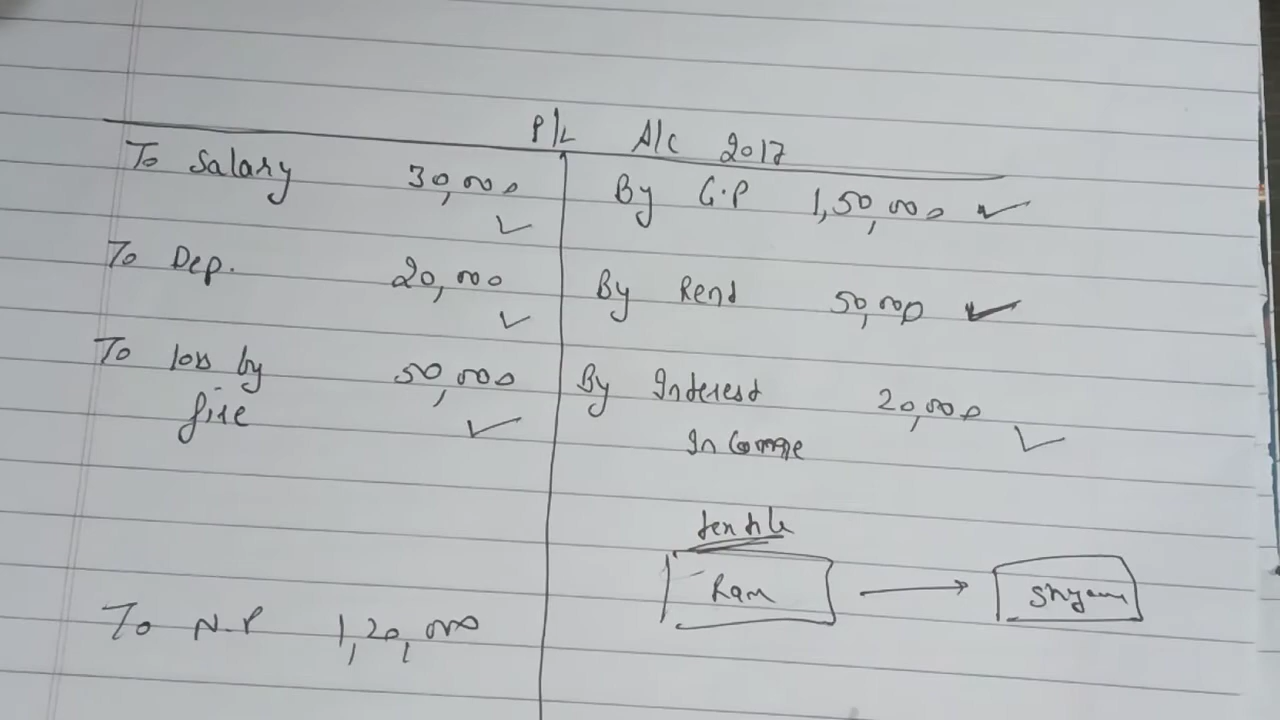 P/L A/C 2017
To Salary 30,000
By G.P 1,50,000
To Dep. 20,000
By Rent 50,000
To loss by 50,000
fire
By Interest 20,000
Income
textile
Ram
Shyam
To N.P 1,20,000